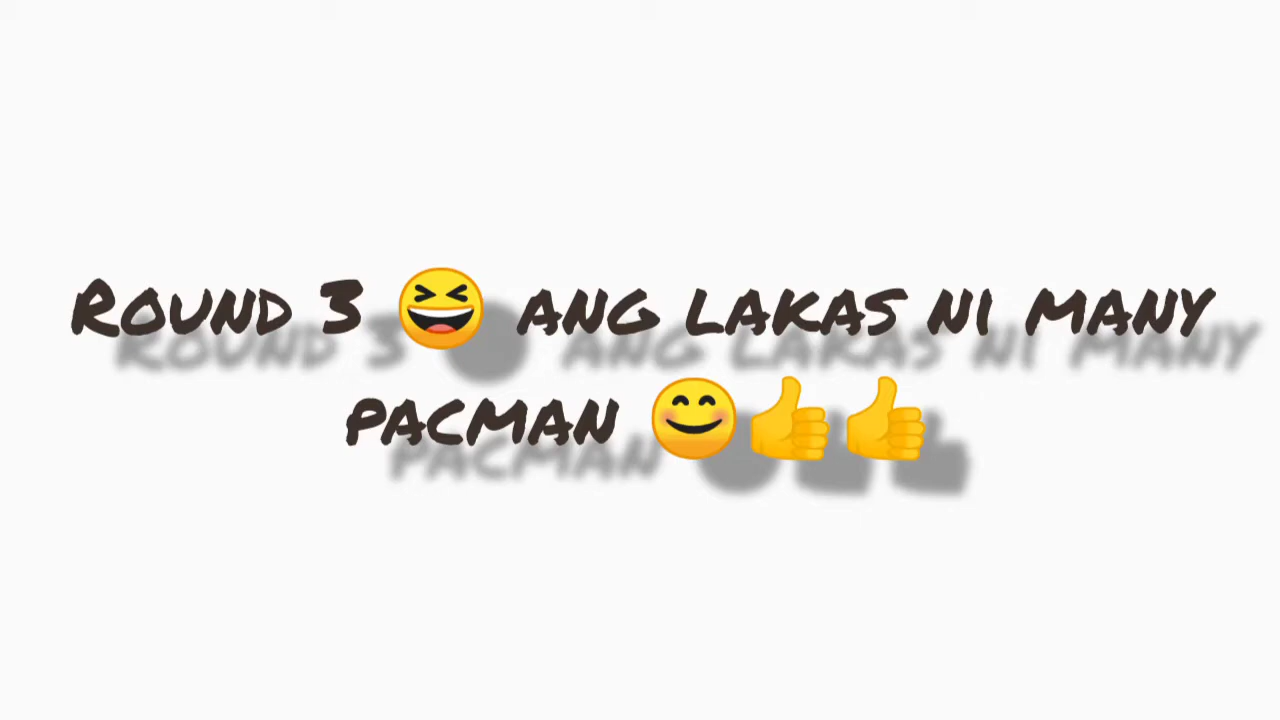 Round 3 😆 ang lakas ni many
pacman 😊👍👍